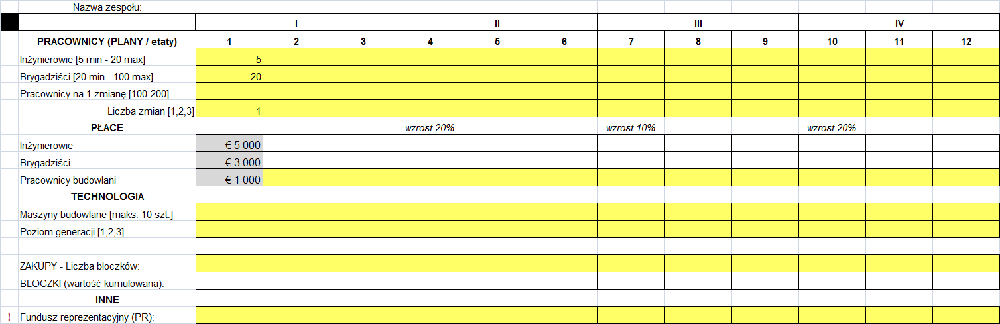 Nazwa zespołu:
I II III IV
PRACOWNICY (PLANY / etaty) 1 2 3 4 5 6 7 8 9 10 11 12
Inżynierowie [5 min - 20 max] 5
Brygadziści [20 min - 100 max] 20
Pracownicy na 1 zmianę [100-200]
Liczba zmian [1,2,3] 1
PŁACE wzrost 20% wzrost 10% wzrost 20%
Inżynierowie € 5 000
Brygadziści € 3 000
Pracownicy budowlani € 1 000
TECHNOLOGIA
Maszyny budowlane [maks. 10 szt.]
Poziom generacji [1,2,3]
ZAKUPY - Liczba bloczków:
BLOCZKI (wartość kumulowana):
INNE
! Fundusz reprezentacyjny (PR):